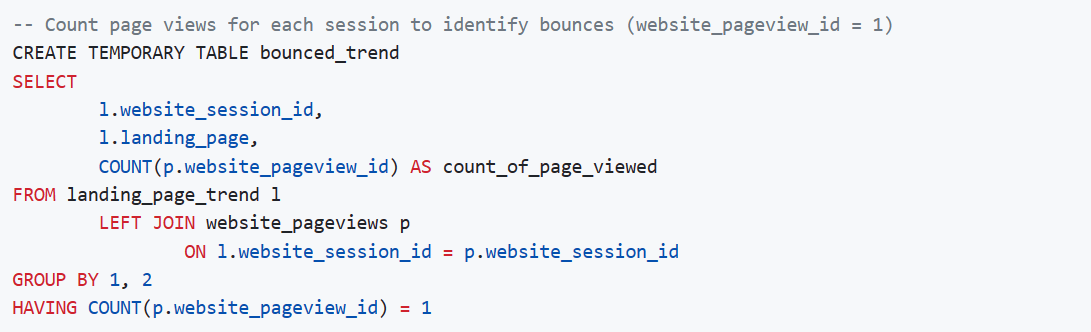 -- Count page views for each session to identify bounces (website_pageview_id = 1)
CREATE TEMPORARY TABLE bounced_trend
SELECT
l.website_session_id,
l.landing_page,
COUNT(p.website_pageview_id) AS count_of_page_viewed
FROM landing_page_trend l
LEFT JOIN website_pageviews p
ON l.website_session_id = p.website_session_id
GROUP BY 1, 2
HAVING COUNT(p.website_pageview_id) = 1